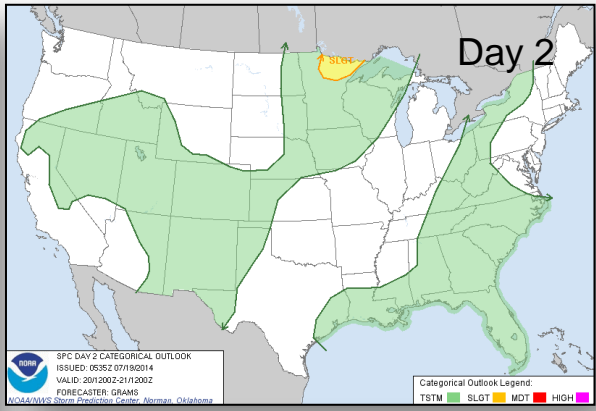 Day 2
SLGT
NOAA
SPC DAY 2 CATEGORICAL OUTLOOK
ISSUED: 0535Z 07/19/2014
VALID: 20/1200Z-21/1200Z
FORECASTER: GRAMS
NOAA/NWS Storm Prediction Center, Norman, Oklahoma
Categorical Outlook Legend:
TSTM SLGT MDT HIGH